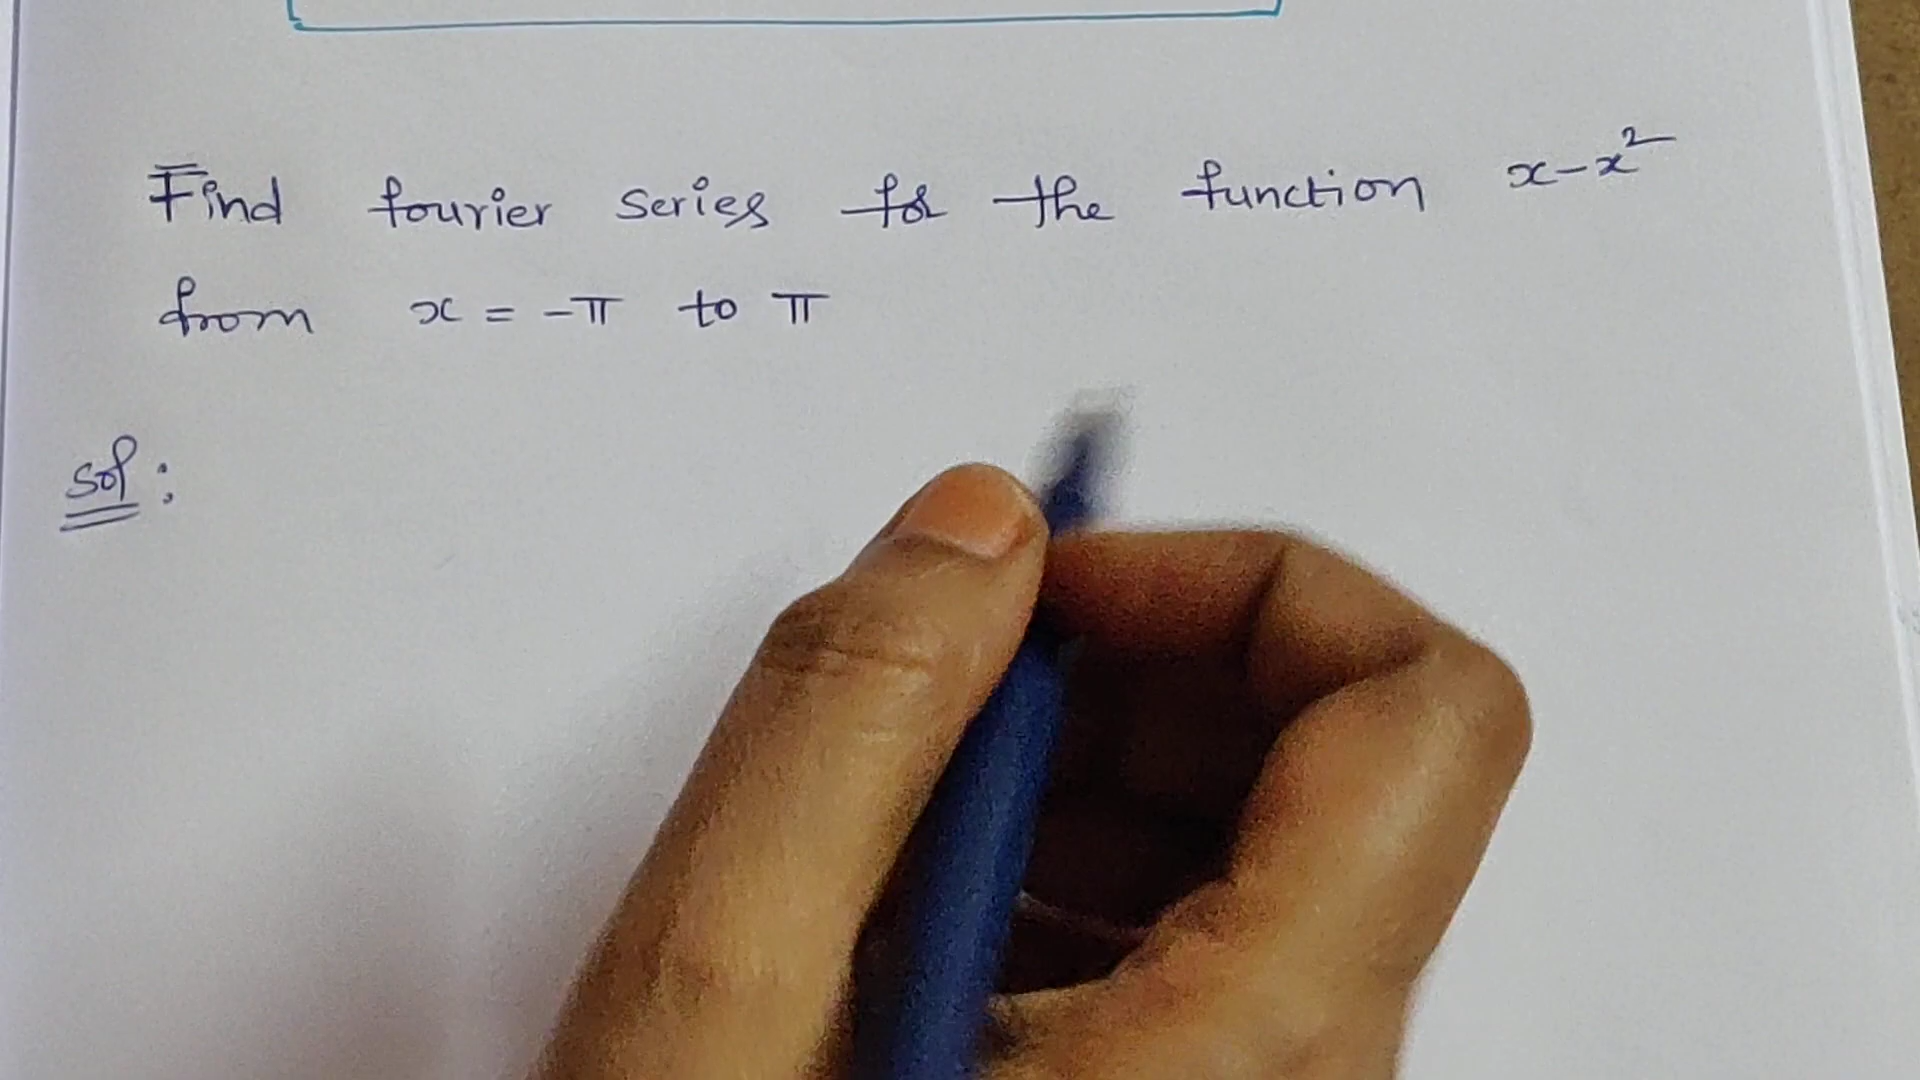 Find fourier series for the function x-x²
from x = -π to π
sol :